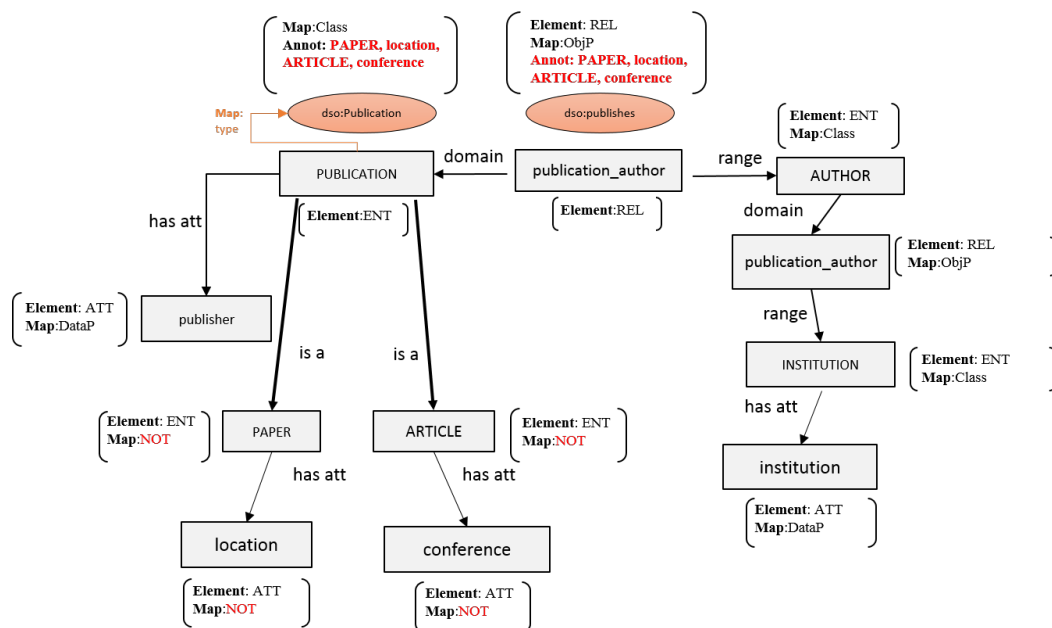 Map:Class
Annot: PAPER, location,
ARTICLE, conference
Element: REL
Map:ObjP
Annot: PAPER, location,
ARTICLE, conference
Map:
type
dso:Publication
dso:publishes
Element: ENT
Map:Class
PUBLICATION
domain
publication_author
range
AUTHOR
Element:ENT
Element:REL
has att
domain
publication_author
Element: REL
Map:ObjP
Element: ATT
Map:DataP
publisher
range
is a
is a
INSTITUTION
Element: ENT
Map:Class
has att
Element: ENT
Map:NOT
PAPER
ARTICLE
Element: ENT
Map:NOT
has att
has att
institution
Element: ATT
Map:DataP
location
conference
Element: ATT
Map:NOT
Element: ATT
Map:NOT